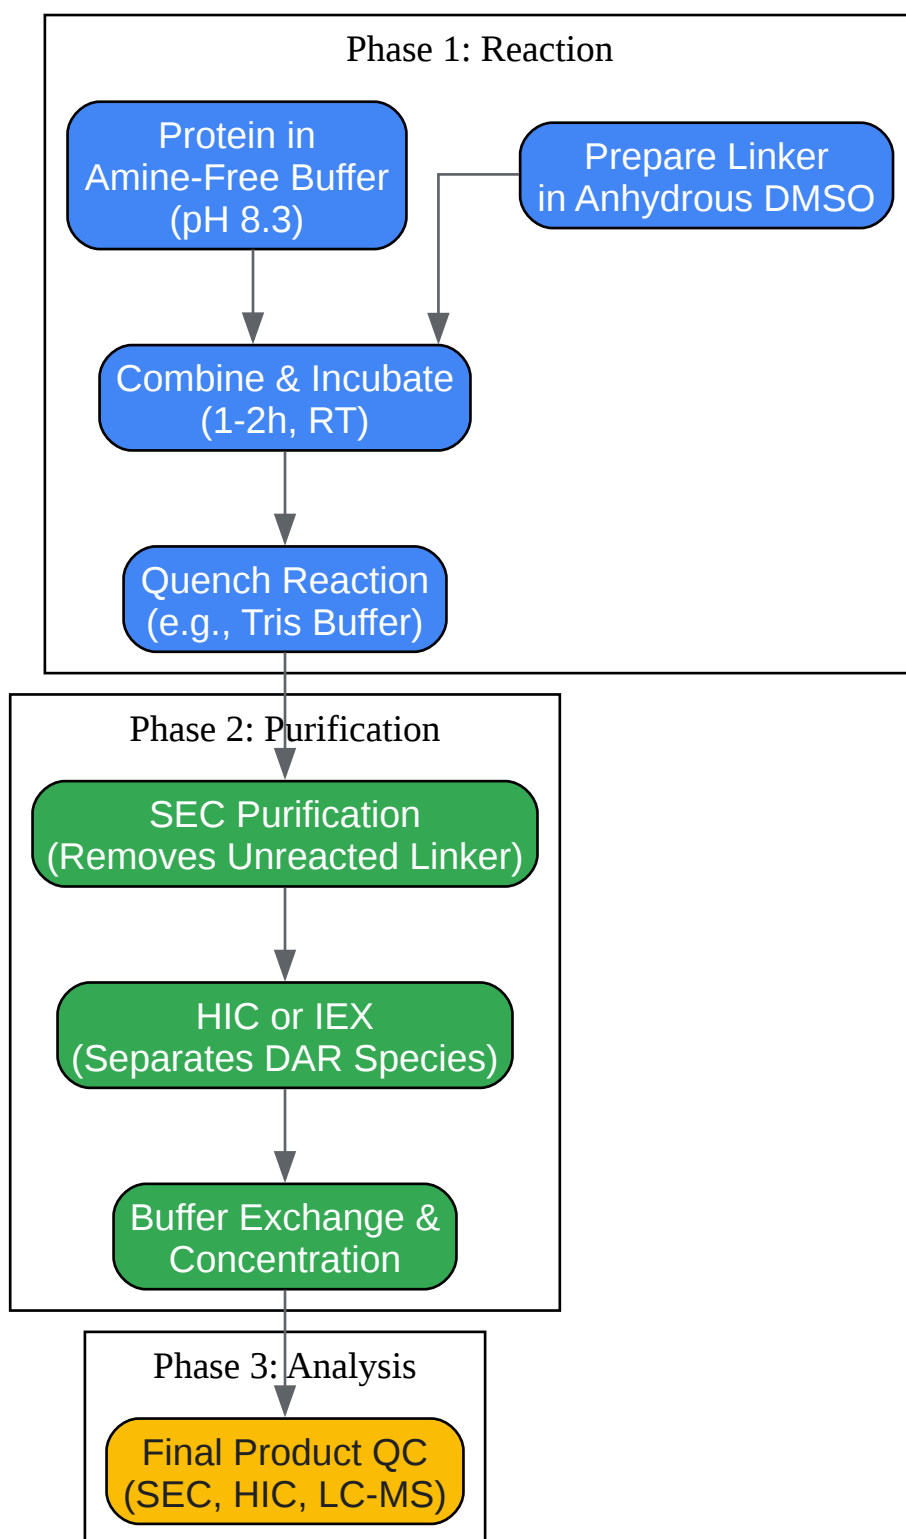 Phase 1: Reaction
Protein in
Amine-Free Buffer
(pH 8.3)
Prepare Linker
in Anhydrous DMSO
Combine & Incubate
(1-2h, RT)
Quench Reaction
(e.g., Tris Buffer)
Phase 2: Purification
SEC Purification
(Removes Unreacted Linker)
HIC or IEX
(Separates DAR Species)
Buffer Exchange &
Concentration
Phase 3: Analysis
Final Product QC
(SEC, HIC, LC-MS)